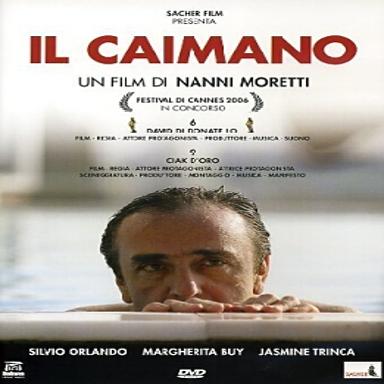 SACHER FILM
PRESENTA
IL CAIMANO
UN FILM DI NANNI MORETTI
FESTIVAL DI CANNES 2006
IN CONCORSO
6
DAVID DI DONATELLO
FILM - REGIA - ATTORE PROTAGONISTA - PRODUTTORE - MUSICA - SUONO
CIAK D'ORO
FILM - REGIA - ATTORE PROTAGONISTA - ATTRICE PROTAGONISTA
SCENEGGIATURA - PRODUTTORE - MONTAGGIO - MUSICA - MANIFESTO
SILVIO ORLANDO MARGHERITA BUY JASMINE TRINCA
DVD
SACHER